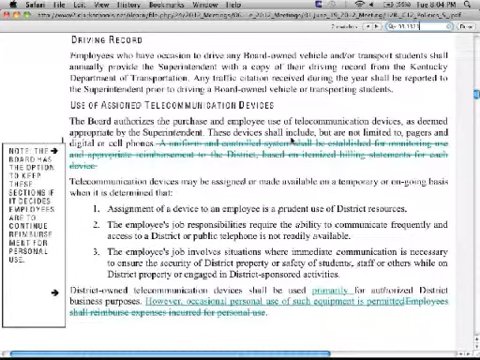 Safari File Edit View History Bookmarks Window Help
Tue 8:04 PM
DRIVING RECORD
Employees who have occasion to drive any Board-owned vehicle and/or transport students shall
annually provide the Superintendent with a copy of their driving record from the Kentucky
Department of Transportation. Any traffic citation received during the year shall be reported to
the Superintendent prior to driving a Board-owned vehicle or transporting students.
USE OF ASSIGNED TELECOMMUNICATION DEVICES
The Board authorizes the purchase and employee use of telecommunication devices, as deemed
appropriate by the Superintendent. These devices shall include, but are not limited to, pagers and
digital or cell phones. A uniform and controlled system shall be established for monitoring use
and appropriate reimbursement to the District, based on itemized billing statements for each
device.
NOTE: THE
BOARD HAS
THE OPTION
TO KEEP
THESE
SECTIONS IF
IT DECIDES
EMPLOYEES
ARE TO
CONTINUE
REIMBURSE
MENT FOR
PERSONAL
USE.
Telecommunication devices may be assigned or made available on a temporary or on-going basis
when it is determined that:
1. Assignment of a device to an employee is a prudent use of District resources.
2. The employee's job responsibilities require the ability to communicate frequently and
access to a District or public telephone is not readily available.
3. The employee's job involves situations where immediate communication is necessary
to ensure the security of District property or safety of students, staff or others while on
District property or engaged in District-sponsored activities.
District-owned telecommunication devices shall be used primarily for authorized District
business purposes. However, occasional personal use of such equipment is permitted Employees
shall reimburse expenses incurred for personal use.